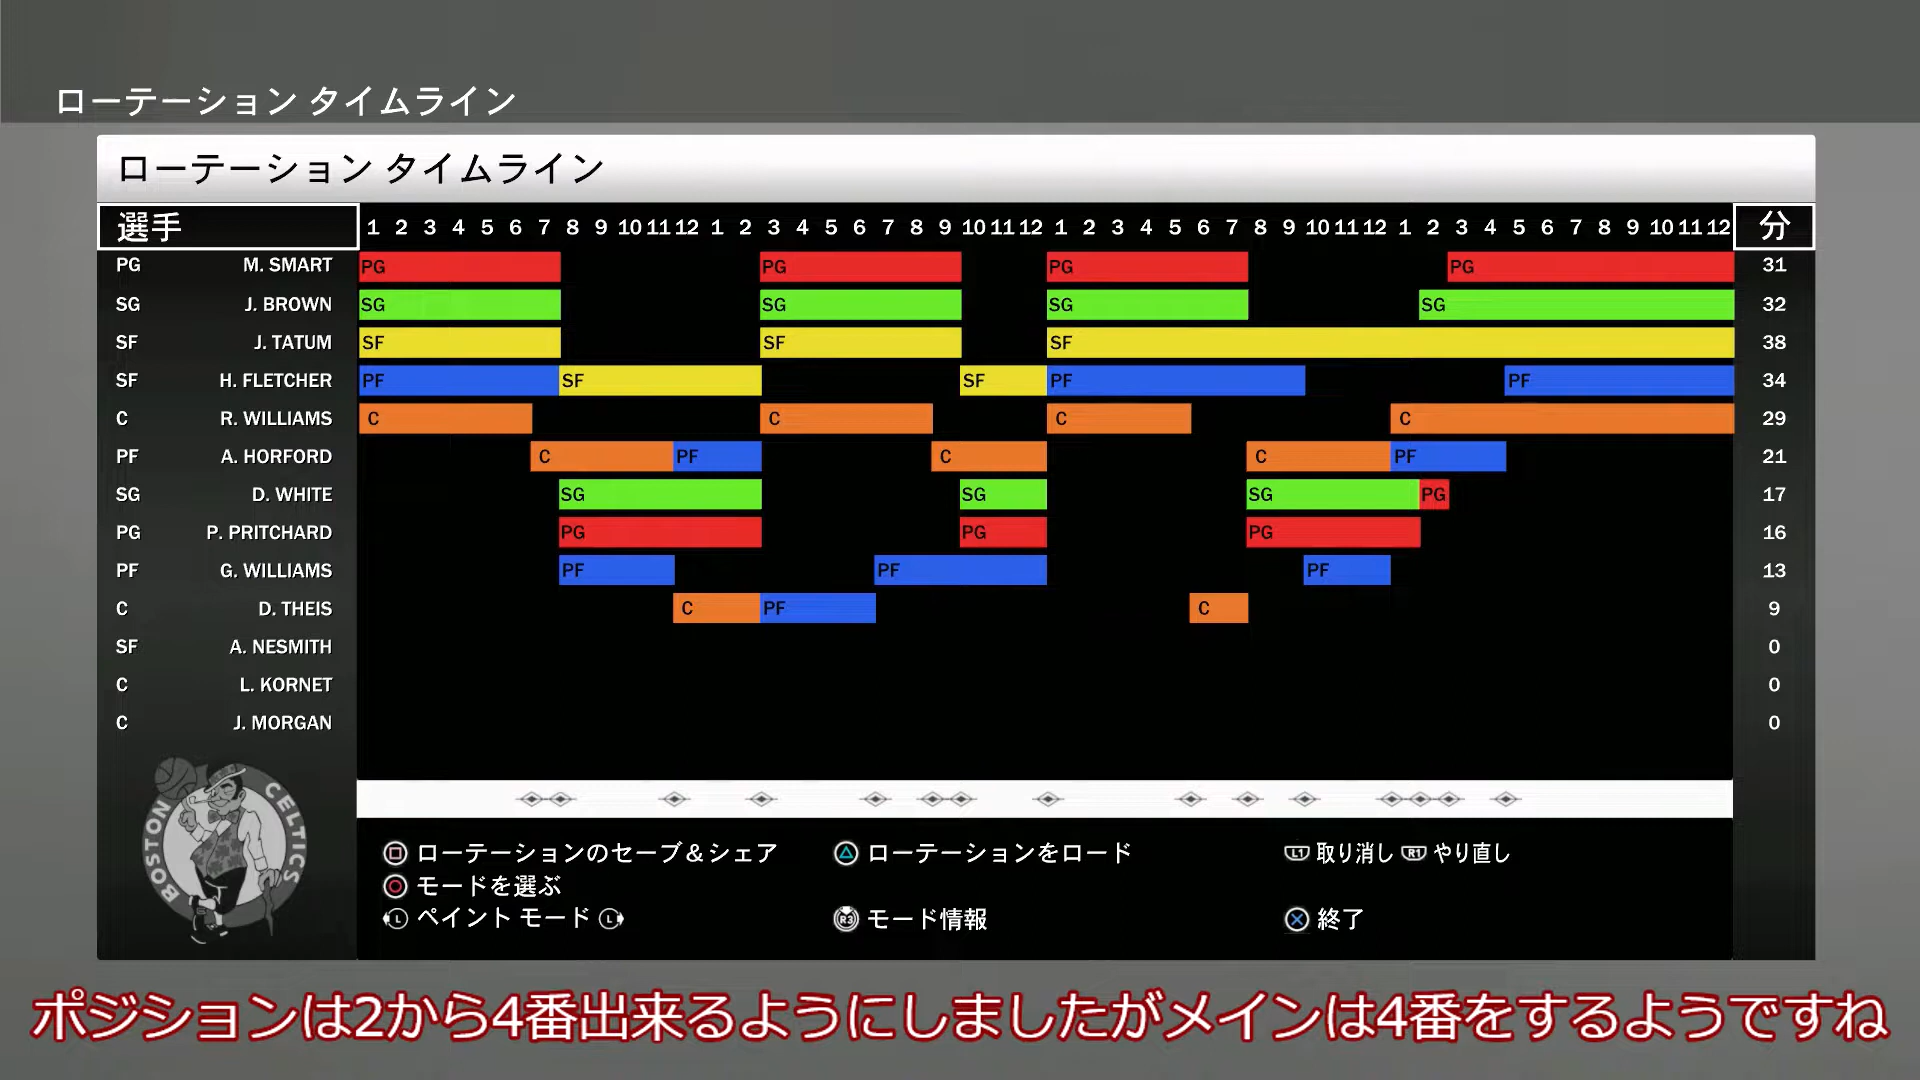 ローテーション タイムライン
ローテーション タイムライン
選手 1 2 3 4 5 6 7 8 9 10 11 12 1 2 3 4 5 6 7 8 9 10 11 12 1 2 3 4 5 6 7 8 9 10 11 12 1 2 3 4 5 6 7 8 9 10 11 12 分
PG M. SMART PG PG PG PG 31
SG J. BROWN SG SG SG SG 32
SF J. TATUM SF SF SF 38
SF H. FLETCHER PF SF SF PF PF 34
C R. WILLIAMS C C C C 29
PF A. HORFORD C PF C C PF 21
SG D. WHITE SG SG SG PG 17
PG P. PRITCHARD PG PG PG 16
PF G. WILLIAMS PF PF PF 13
C D. THEIS C PF C 9
SF A. NESMITH 0
C L. KORNET 0
C J. MORGAN 0
BOSTON CELTICS
ローテーションのセーブ&シェア ローテーションをロード L1 取り消し R1 やり直し
モードを選ぶ
L ペイント モード L R3 モード情報 終了
ポジションは2から4番出来るようにしましたがメインは4番をするようですね